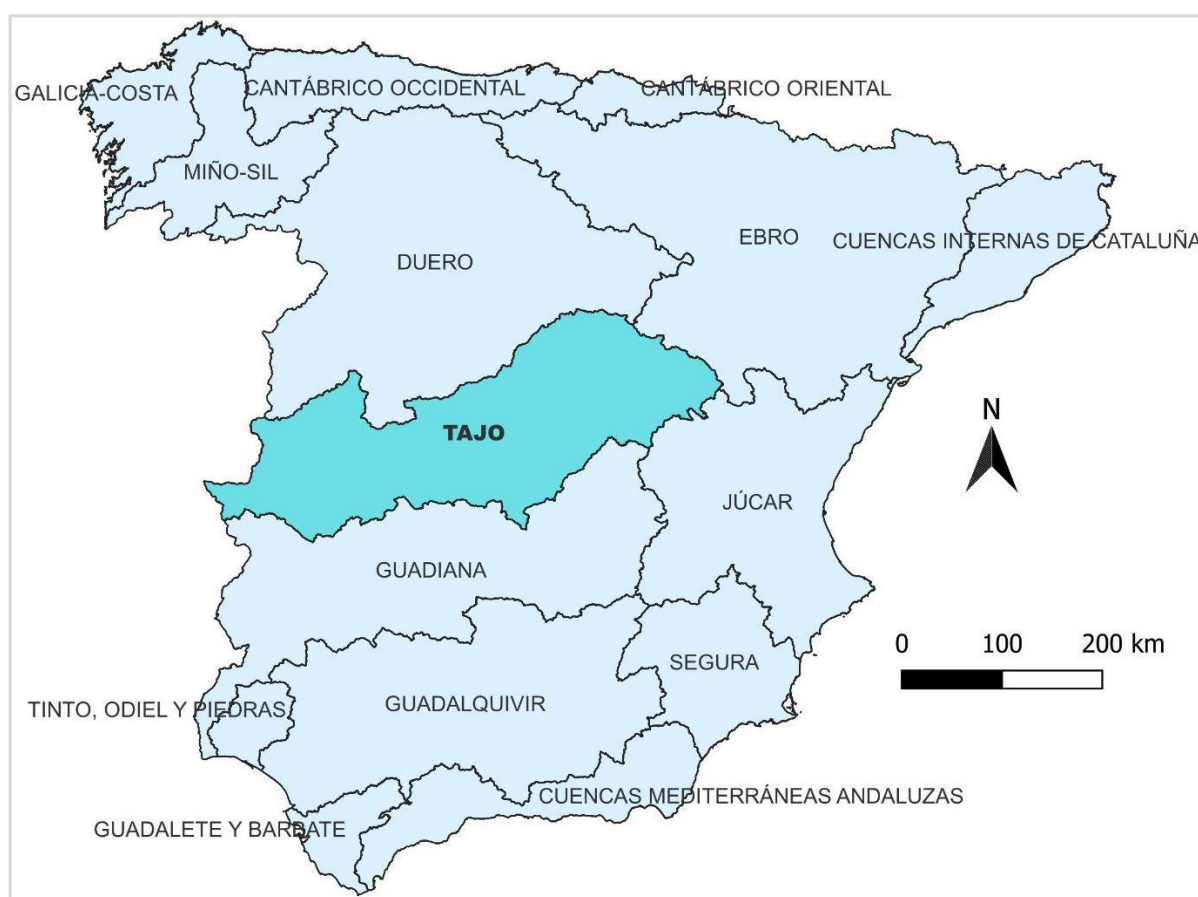 GALICIA-COSTA
CANTÁBRICO OCCIDENTAL
CANTÁBRICO ORIENTAL
MIÑO-SIL
DUERO
EBRO
CUENCAS INTERNAS DE CATALUÑA
TAJO
N
JÚCAR
GUADIANA
0 100 200 km
SEGURA
TINTO, ODIEL Y PIEDRAS
GUADALQUIVIR
CUENCAS MEDITERRÁNEAS ANDALUZAS
GUADALETE Y BARBATE